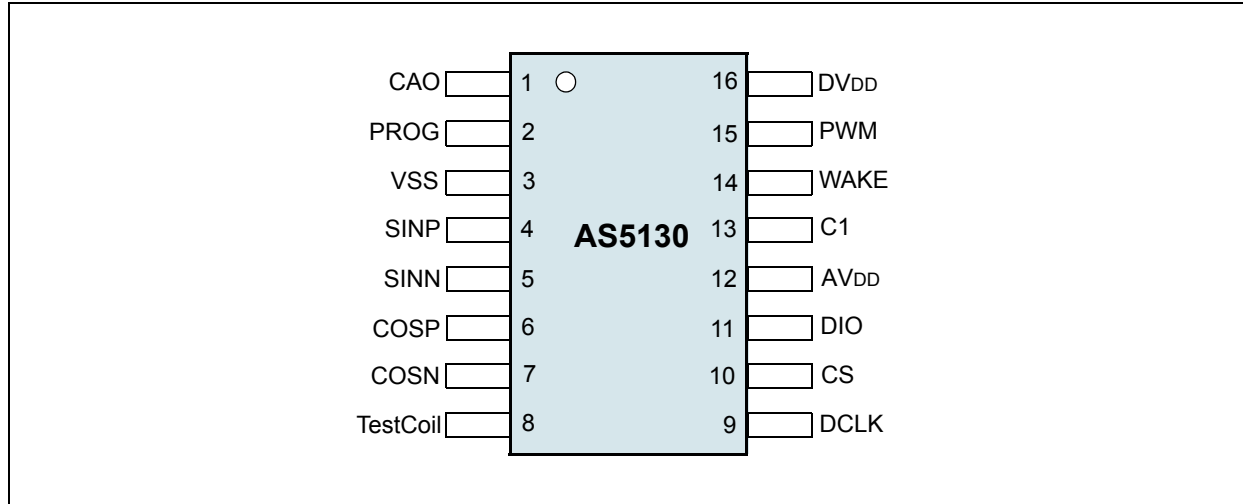 CAO 1 16 DVDD
PROG 2 15 PWM
VSS 3 14 WAKE
SINP 4 AS5130 13 C1
SINN 5 12 AVDD
COSP 6 11 DIO
COSN 7 10 CS
TestCoil 8 9 DCLK